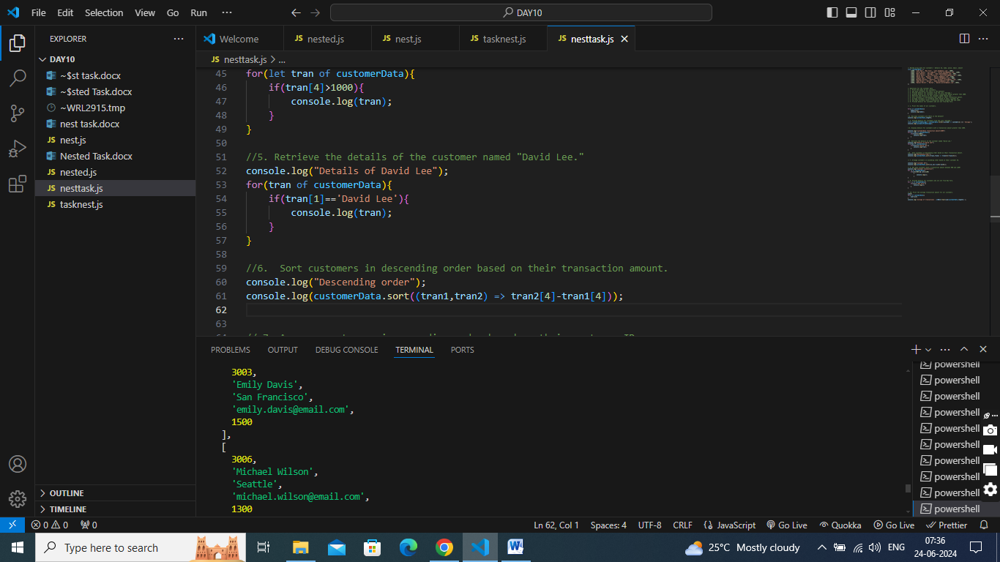 File Edit Selection View Go Run ···
DAY10
EXPLORER ···
DAY10
~$st task.docx
~$sted Task.docx
~WRL2915.tmp
nest task.docx
nest.js
Nested Task.docx
nested.js
nesttask.js
tasknest.js
OUTLINE
TIMELINE
Welcome
JS nested.js
JS nest.js
JS tasknest.js
JS nesttask.js
JS nesttask.js > ...
45 for(let tran of customerData){
46 if(tran[4]>1000){
47 console.log(tran);
48 }
49 }
50
51 //5. Retrieve the details of the customer named "David Lee."
52 console.log("Details of David Lee");
53 for(tran of customerData){
54 if(tran[1]=='David Lee'){
55 console.log(tran);
56 }
57 }
58
59 //6.  Sort customers in descending order based on their transaction amount.
60 console.log("Descending order");
61 console.log(customerData.sort((tran1,tran2) => tran2[4]-tran1[4]));
62
63
PROBLEMS OUTPUT DEBUG CONSOLE TERMINAL PORTS
3003,
'Emily Davis',
'San Francisco',
'emily.davis@email.com',
1500
],
[
3006,
'Michael Wilson',
'Seattle',
'michael.wilson@email.com',
1300
powershell
powershell
powershell
powershell
powershell
powershell
powershell
powershell
powershell
powershell
0 0 0
Ln 62, Col 1 Spaces: 4 UTF-8 CRLF JavaScript Go Live Quokka Go Live Prettier
Type here to search
25°C Mostly cloudy
ENG
07:36
24-06-2024